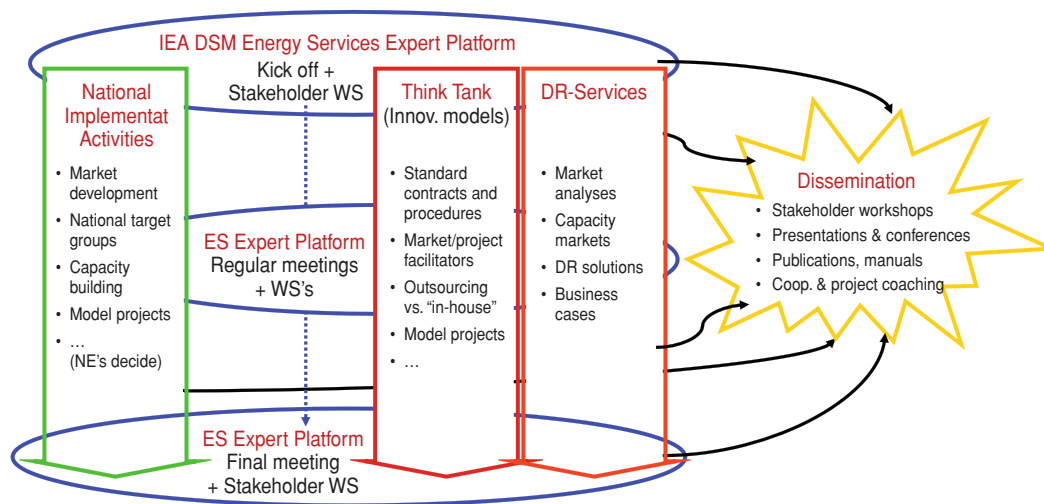 IEA DSM Energy Services Expert Platform
Kick off +
Stakeholder WS
National
Implementat
Activities
• Market
development
• National target
groups
• Capacity
building
• Model projects
• …
(NE's decide)
ES Expert Platform
Regular meetings
+ WS's
ES Expert Platform
Final meeting
+ Stakeholder WS
Think Tank
(Innov. models)
• Standard
contracts and
procedures
• Market/project
facilitators
• Outsourcing
vs. “in-house”
• Model projects
• …
DR-Services
• Market
analyses
• Capacity
markets
• DR solutions
• Business
cases
Dissemination
• Stakeholder workshops
• Presentations & conferences
• Publications, manuals
• Coop. & project coaching